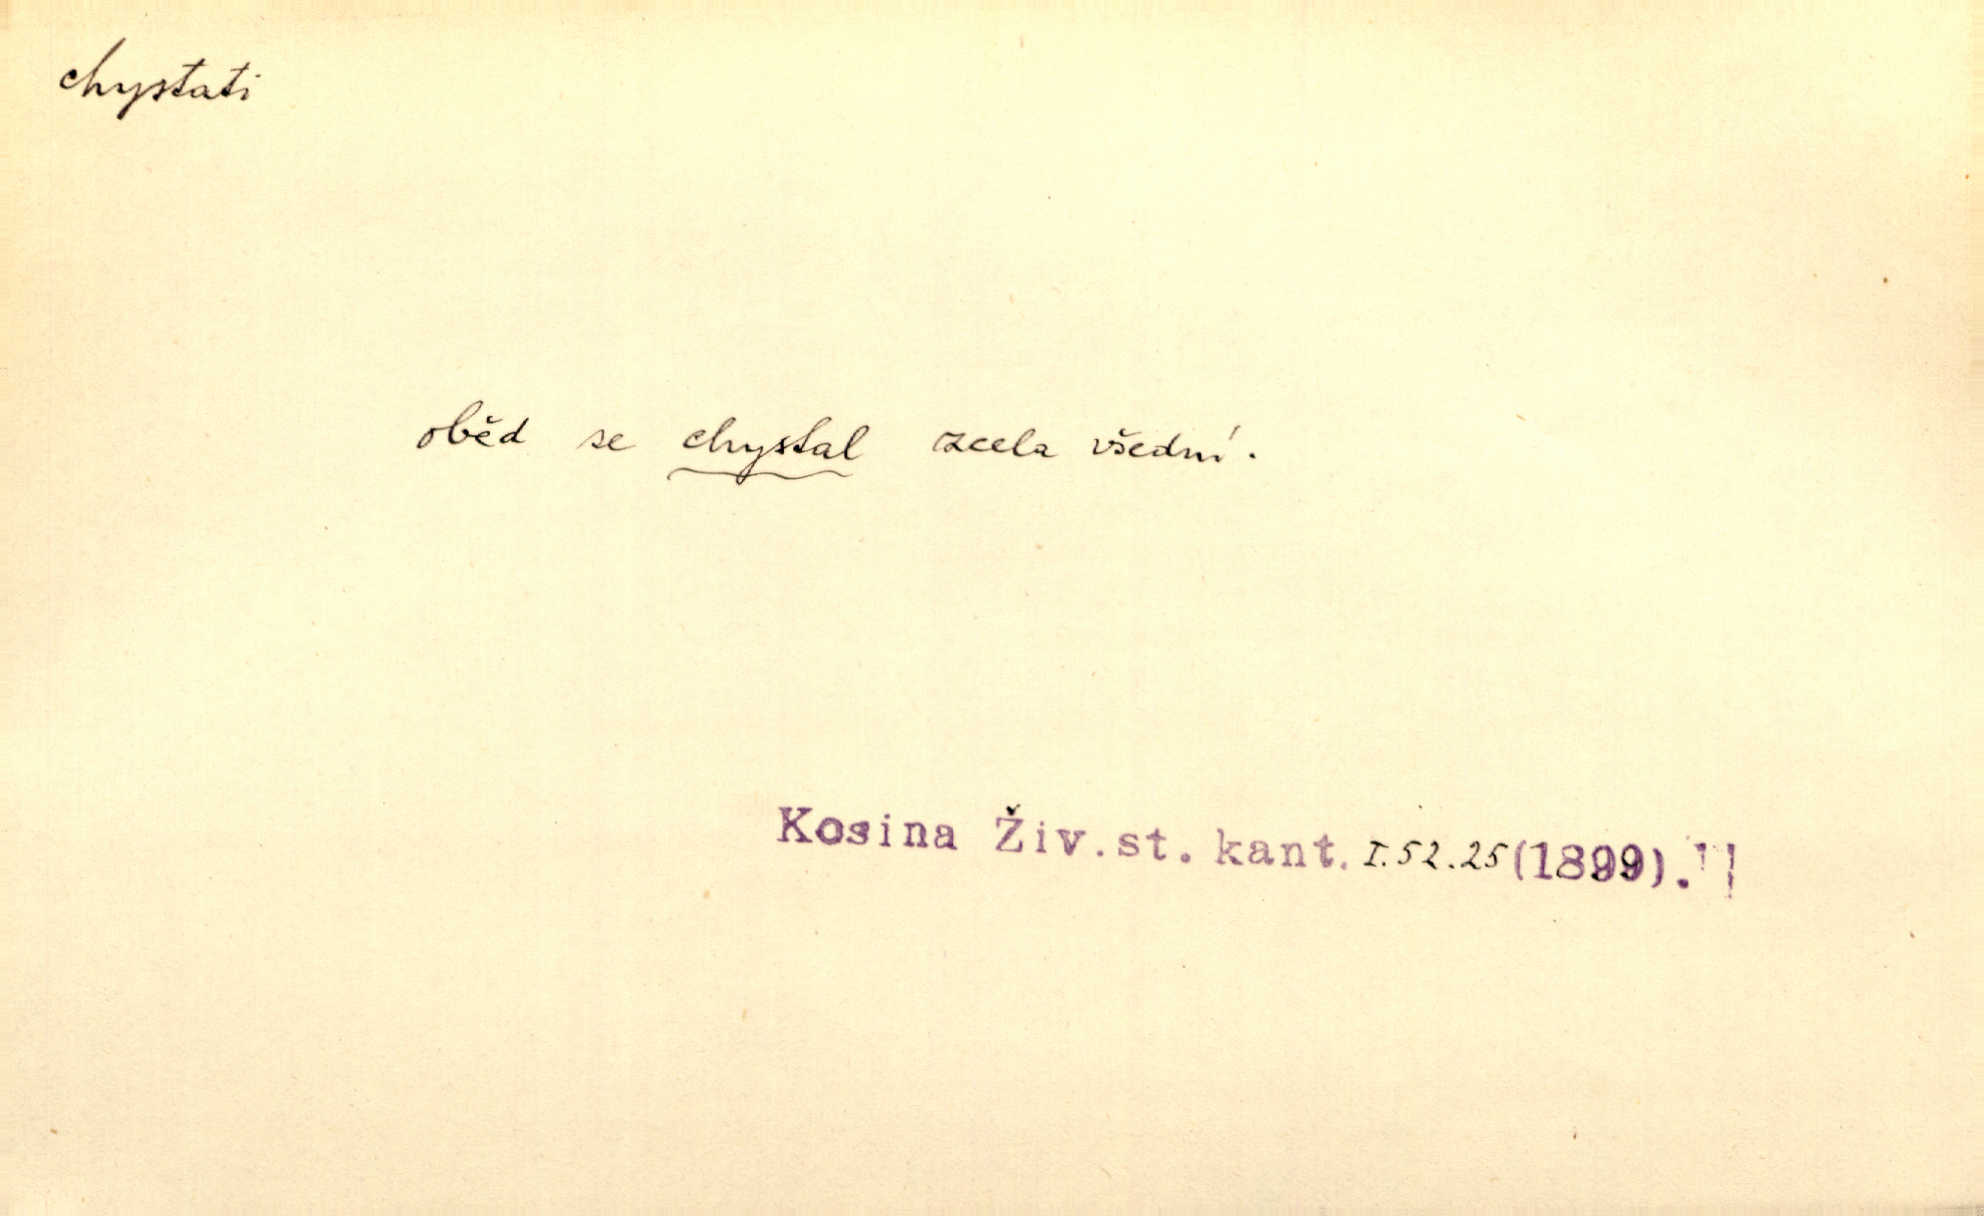 chystati
oběd se chystal zcela všední.
Kosina Živ.st.kant. I.52.25 (1899).